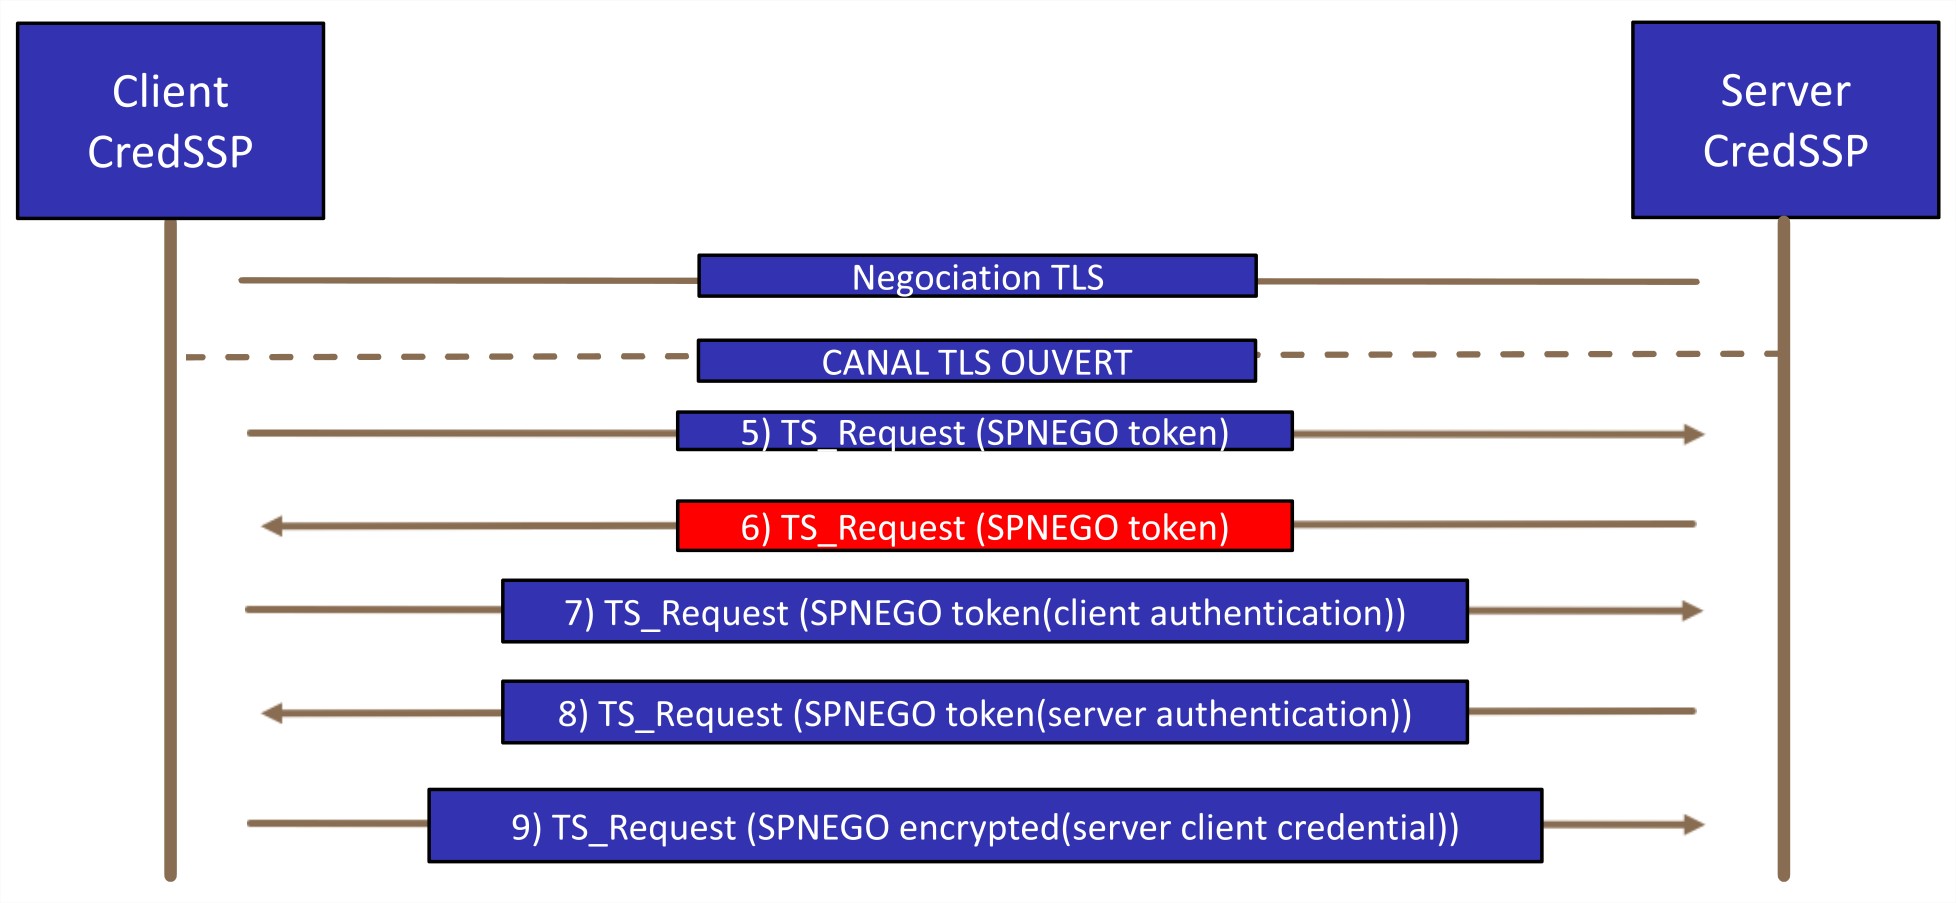 Client
CredSSP
Server
CredSSP
Negociation TLS
CANAL TLS OUVERT
5) TS_Request (SPNEGO token)
6) TS_Request (SPNEGO token)
7) TS_Request (SPNEGO token(client authentication))
8) TS_Request (SPNEGO token(server authentication))
9) TS_Request (SPNEGO encrypted(server client credential))